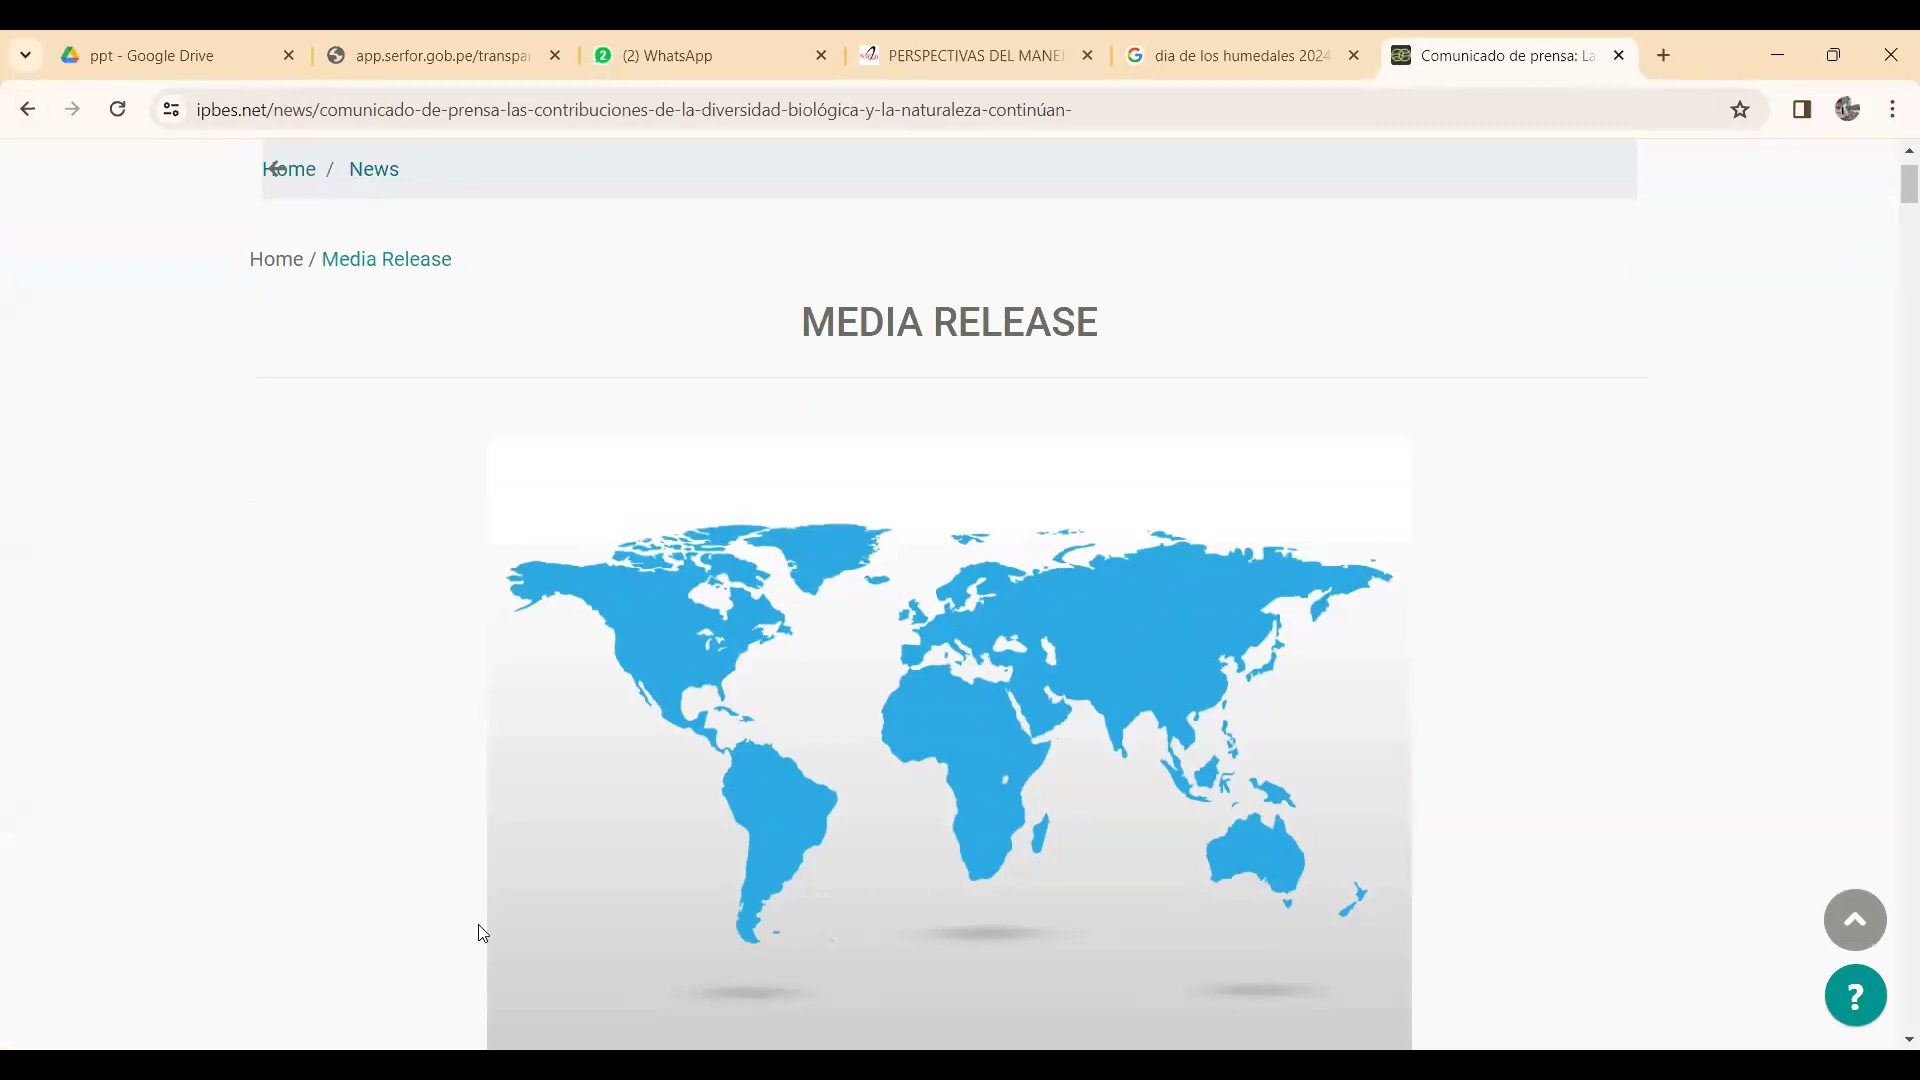 ppt - Google Drive
app.serfor.gob.pe/transpa
(2) WhatsApp
PERSPECTIVAS DEL MANE
dia de los humedales 2024
Comunicado de prensa: La
ipbes.net/news/comunicado-de-prensa-las-contribuciones-de-la-diversidad-biológica-y-la-naturaleza-continúan-
Home / News
Home / Media Release
MEDIA RELEASE
?